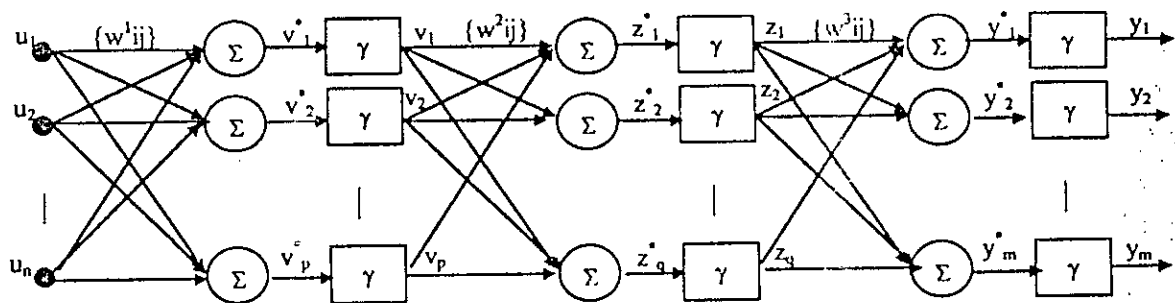 u₁ {w¹ij} Σ v*₁ γ v₁ {w²ij} Σ z*₁ γ z₁ {w³ij} Σ y*₁ γ y₁
u₂ Σ v*₂ γ v₂ Σ z*₂ γ z₂ Σ y*₂ γ y₂
uₙ Σ v*ₚ γ vₚ Σ z*q γ zq Σ y*ₘ γ yₘ